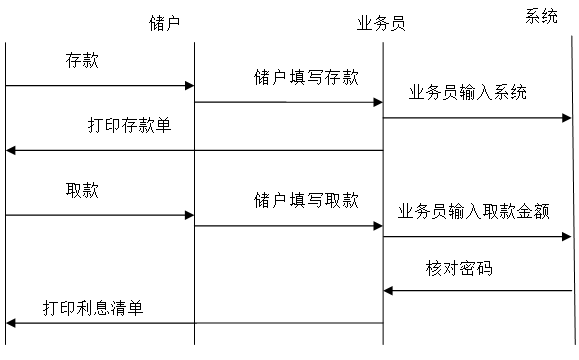 储户
业务员
系统
存款
储户填写存款
业务员输入系统
打印存款单
取款
储户填写取款
业务员输入取款金额
核对密码
打印利息清单